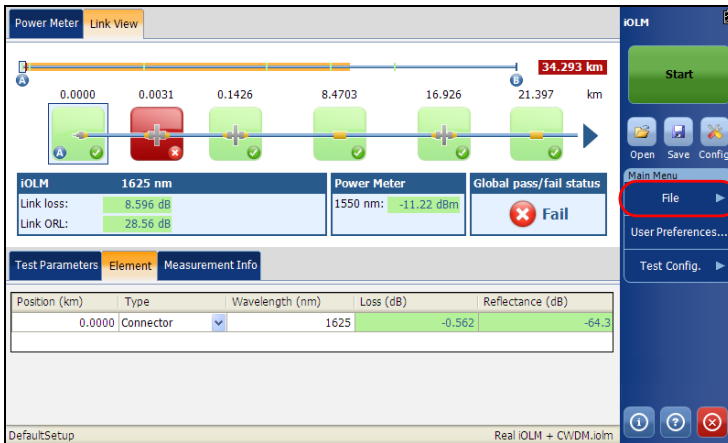 Power Meter Link View
iOLM
34.293 km
A B
Start
0.0000 0.0031 0.1426 8.4703 16.926 21.397 km
A
Open Save Config
Main Menu
File
User Preferences...
Test Config.
iOLM 1625 nm
Link loss: 8.596 dB
Link ORL: 28.56 dB
Power Meter
1550 nm: -11.22 dBm
Global pass/fail status
Fail
Test Parameters Element Measurement Info
Position (km) Type Wavelength (nm) Loss (dB) Reflectance (dB)
0.0000 Connector 1625 -0.562 -64.3
DefaultSetup Real iOLM + CWDM.iolm